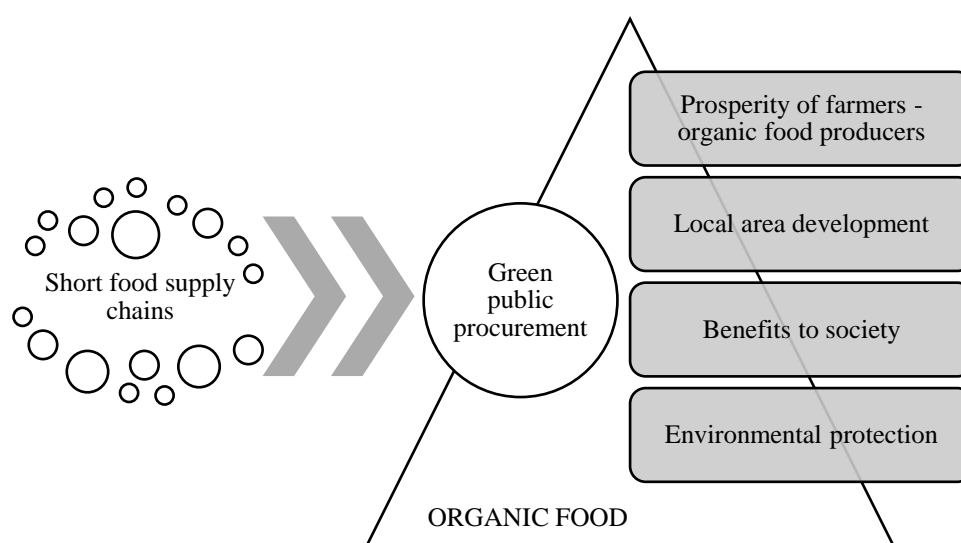 Short food supply
chains
Green
public
procurement
Prosperity of farmers -
organic food producers
Local area development
Benefits to society
Environmental protection
ORGANIC FOOD